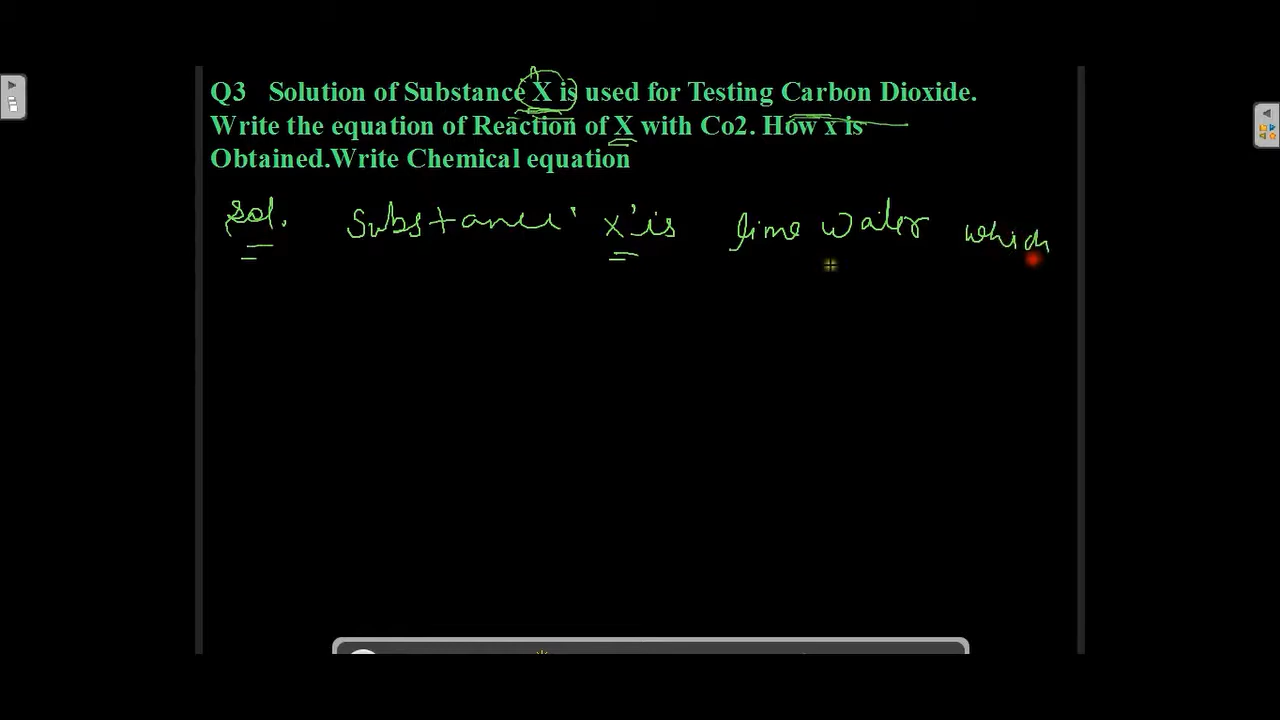 Q3 Solution of Substance X is used for Testing Carbon Dioxide.
Write the equation of Reaction of X with Co2. How x is
Obtained.Write Chemical equation
Sol. Substance 'x' is lime water which